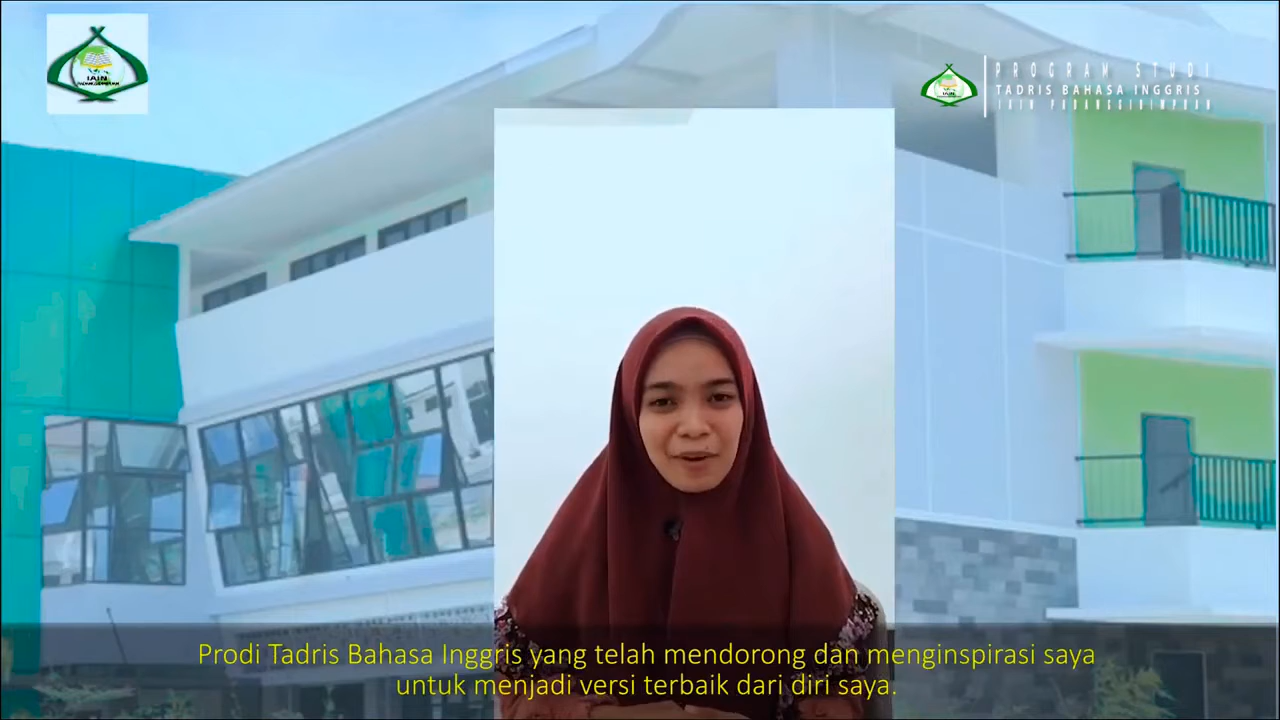 IAIN
PROGRAM STUDI
TADRIS BAHASA INGGRIS
IAIN PADANGSIDIMPUAN
Prodi Tadris Bahasa Inggris yang telah mendorong dan menginspirasi saya
untuk menjadi versi terbaik dari diri saya.